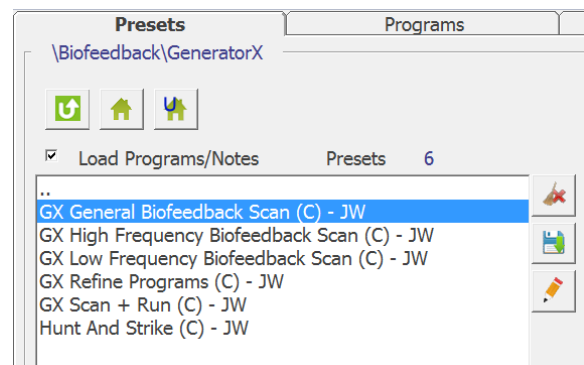 Presets Programs
\Biofeedback\GeneratorX
U
Load Programs/Notes Presets 6
..
GX General Biofeedback Scan (C) - JW
GX High Frequency Biofeedback Scan (C) - JW
GX Low Frequency Biofeedback Scan (C) - JW
GX Refine Programs (C) - JW
GX Scan + Run (C) - JW
Hunt And Strike (C) - JW